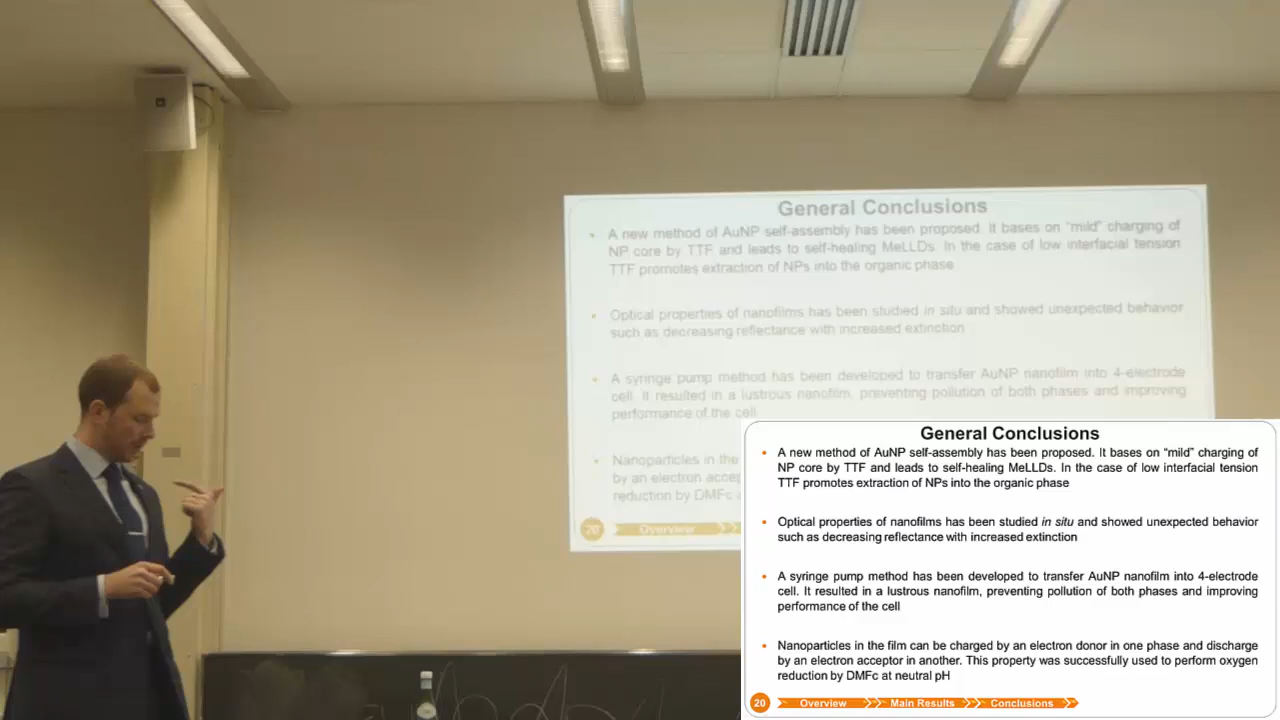 General Conclusions
• A new method of AuNP self-assembly has been proposed. It bases on “mild” charging of
NP core by TTF and leads to self-healing MeLLDs. In the case of low interfacial tension
TTF promotes extraction of NPs into the organic phase
• Optical properties of nanofilms has been studied in situ and showed unexpected behavior
such as decreasing reflectance with increased extinction
• A syringe pump method has been developed to transfer AuNP nanofilm into 4-electrode
cell. It resulted in a lustrous nanofilm, preventing pollution of both phases and improving
performance of the cell
• Nanoparticles in the
by an electron accep
reduction by DMFc
20 Overview
General Conclusions
• A new method of AuNP self-assembly has been proposed. It bases on “mild” charging of
NP core by TTF and leads to self-healing MeLLDs. In the case of low interfacial tension
TTF promotes extraction of NPs into the organic phase
• Optical properties of nanofilms has been studied in situ and showed unexpected behavior
such as decreasing reflectance with increased extinction
• A syringe pump method has been developed to transfer AuNP nanofilm into 4-electrode
cell. It resulted in a lustrous nanofilm, preventing pollution of both phases and improving
performance of the cell
• Nanoparticles in the film can be charged by an electron donor in one phase and discharge
by an electron acceptor in another. This property was successfully used to perform oxygen
reduction by DMFc at neutral pH
20 Overview Main Results Conclusions